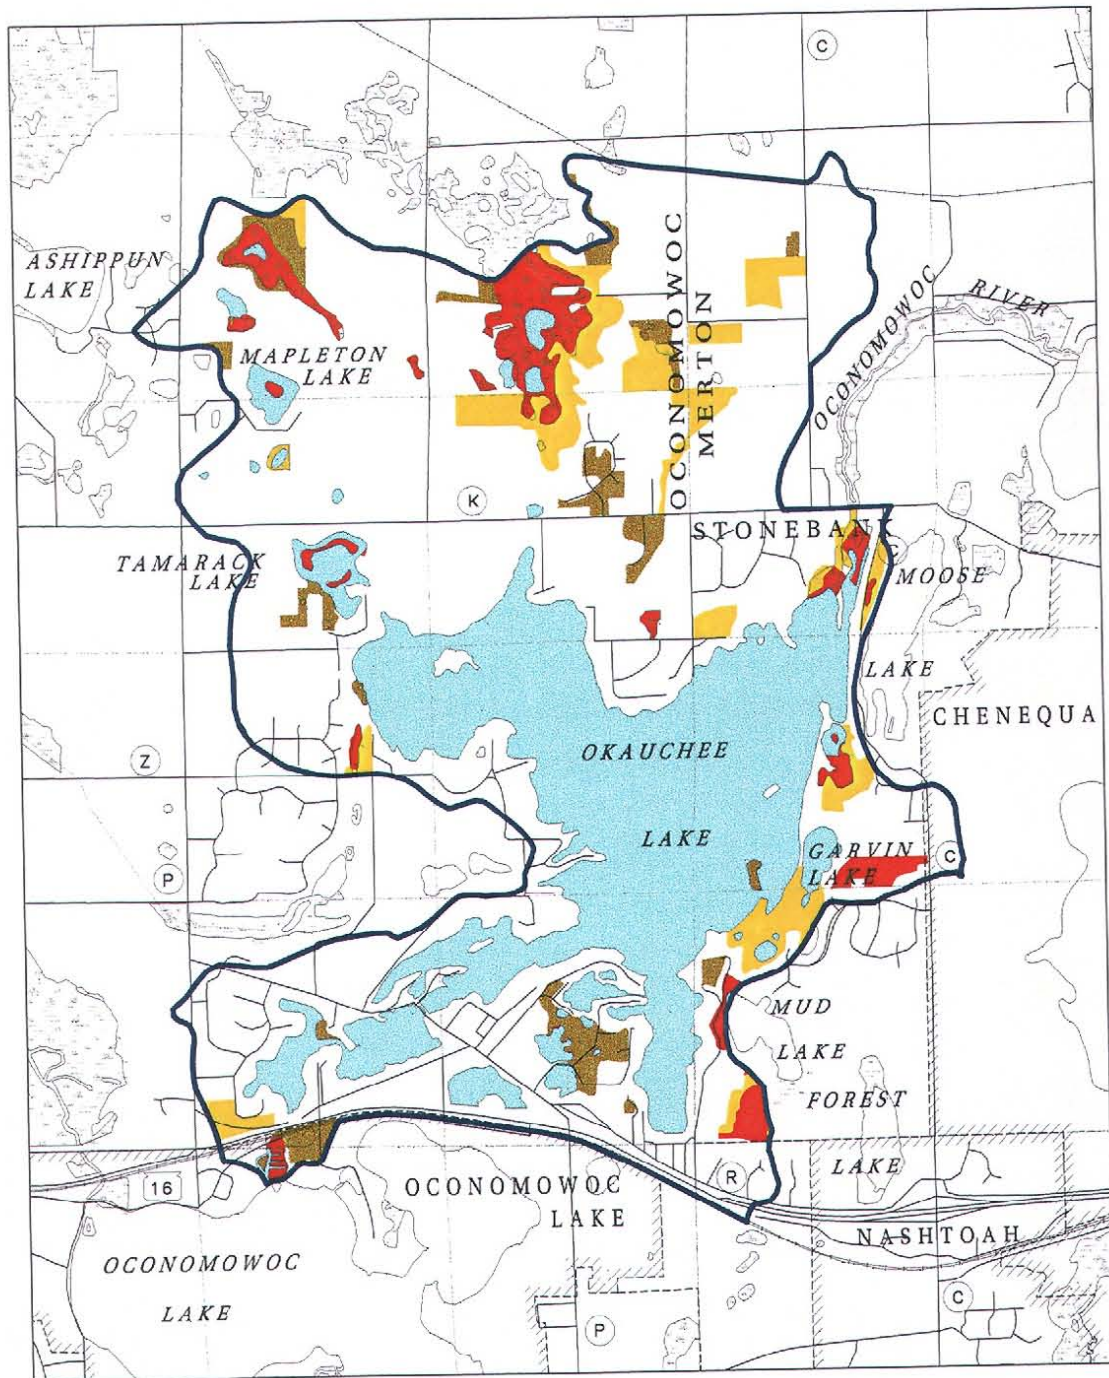 C
OCONOMOWOC
MERTON
ASHIPPUN
LAKE
OCONOMOWOC
RIVER
MAPLETON
LAKE
K
STONEBANK
TAMARACK
LAKE
MOOSE
LAKE
CHENEQUA
Z
OKAUCHEE
LAKE
P
GARVIN
LAKE
C
MUD
LAKE
FOREST
LAKE
16
OCONOMOWOC
LAKE
R
NASHTOAH
OCONOMOWOC
LAKE
C
P